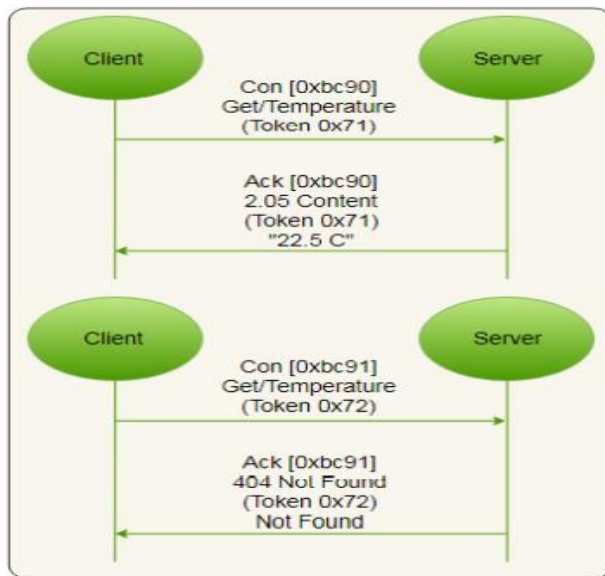 Client
Server
Con [0xbc90]
Get/Temperature
(Token 0x71)
Ack [0xbc90]
2.05 Content
(Token 0x71)
"22.5 C"
Client
Server
Con [0xbc91]
Get/Temperature
(Token 0x72)
Ack [0xbc91]
404 Not Found
(Token 0x72)
Not Found